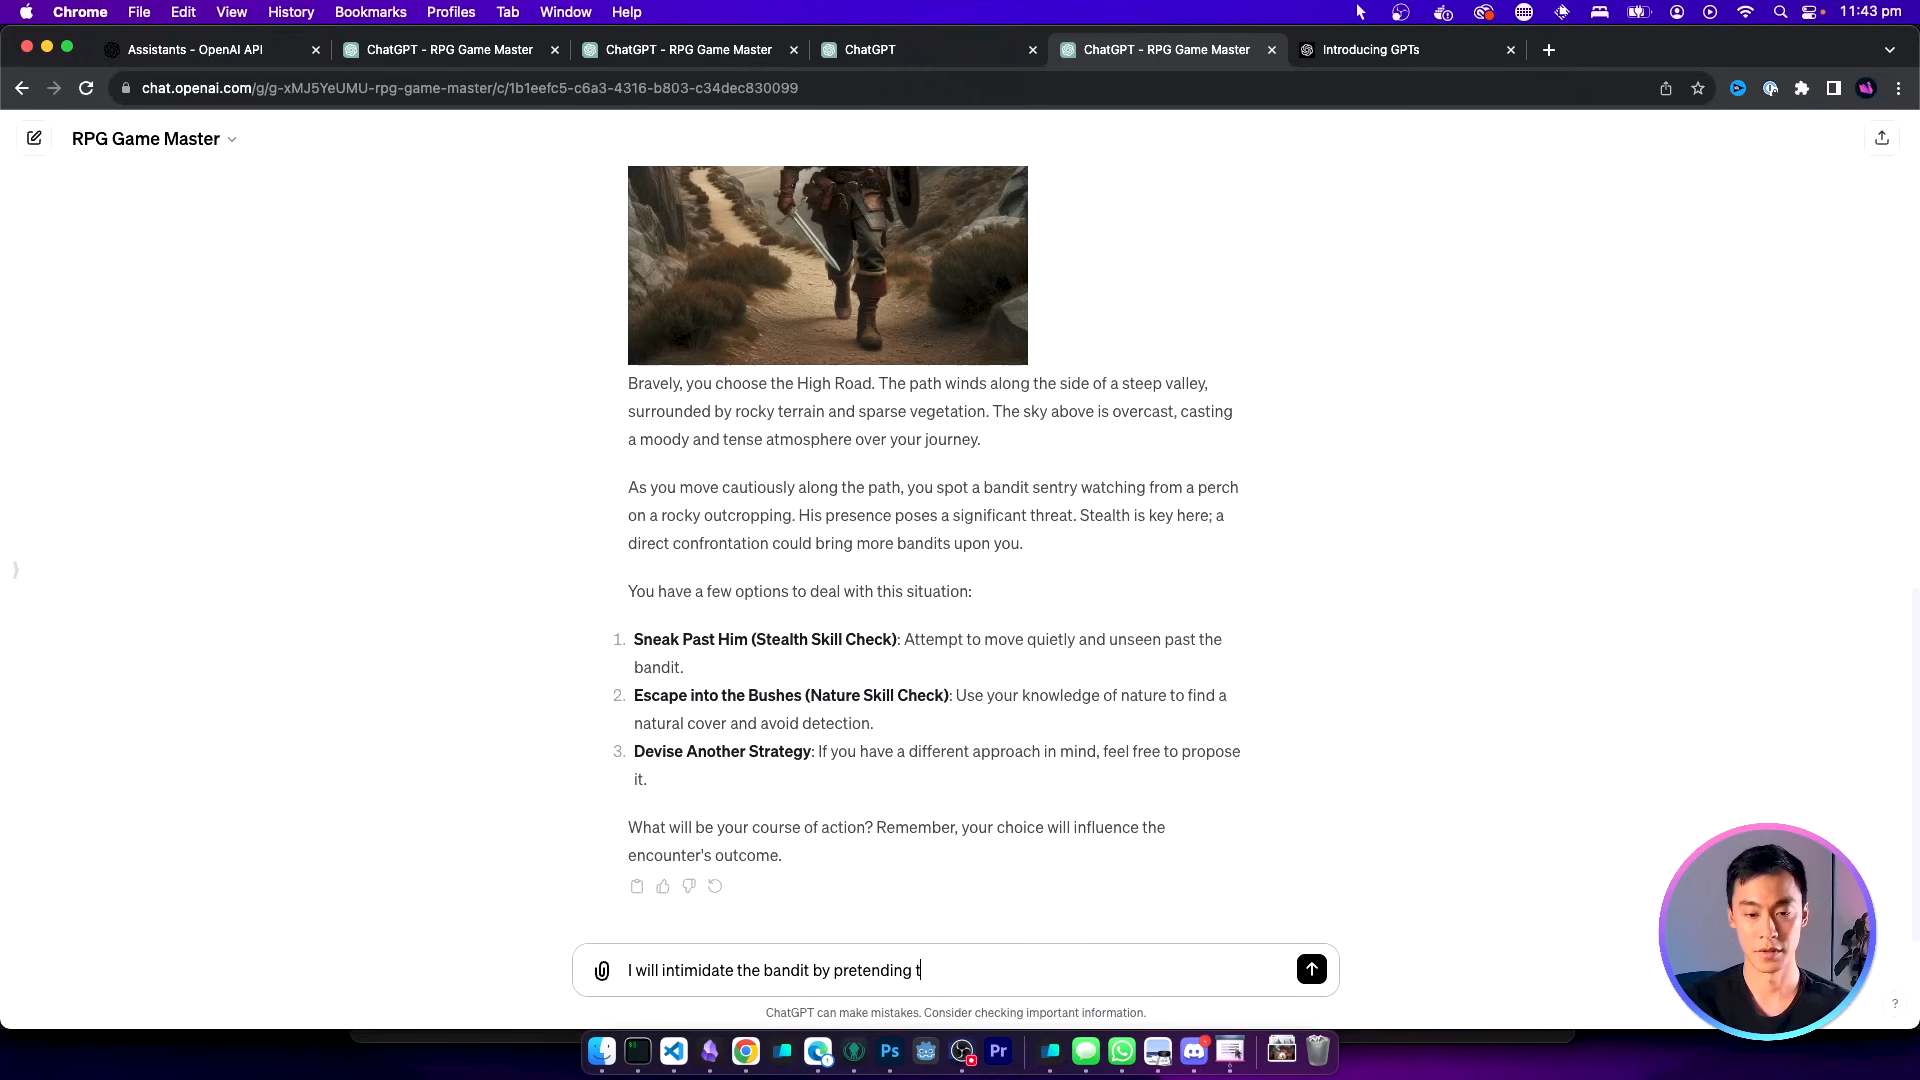 Chrome File Edit View History Bookmarks Profiles Tab Window Help 11:43 pm
Assistants - OpenAI API ChatGPT - RPG Game Master ChatGPT - RPG Game Master ChatGPT ChatGPT - RPG Game Master Introducing GPTs
chat.openai.com/g/g-xMJ5YeUMU-rpg-game-master/c/1b1eefc5-c6a3-4316-b803-c34dec830099
RPG Game Master
Bravely, you choose the High Road. The path winds along the side of a steep valley,
surrounded by rocky terrain and sparse vegetation. The sky above is overcast, casting
a moody and tense atmosphere over your journey.
As you move cautiously along the path, you spot a bandit sentry watching from a perch
on a rocky outcropping. His presence poses a significant threat. Stealth is key here; a
direct confrontation could bring more bandits upon you.
You have a few options to deal with this situation:
1. Sneak Past Him (Stealth Skill Check): Attempt to move quietly and unseen past the
bandit.
2. Escape into the Bushes (Nature Skill Check): Use your knowledge of nature to find a
natural cover and avoid detection.
3. Devise Another Strategy: If you have a different approach in mind, feel free to propose
it.
What will be your course of action? Remember, your choice will influence the
encounter's outcome.
I will intimidate the bandit by pretending t
ChatGPT can make mistakes. Consider checking important information.
?
Ps Pr